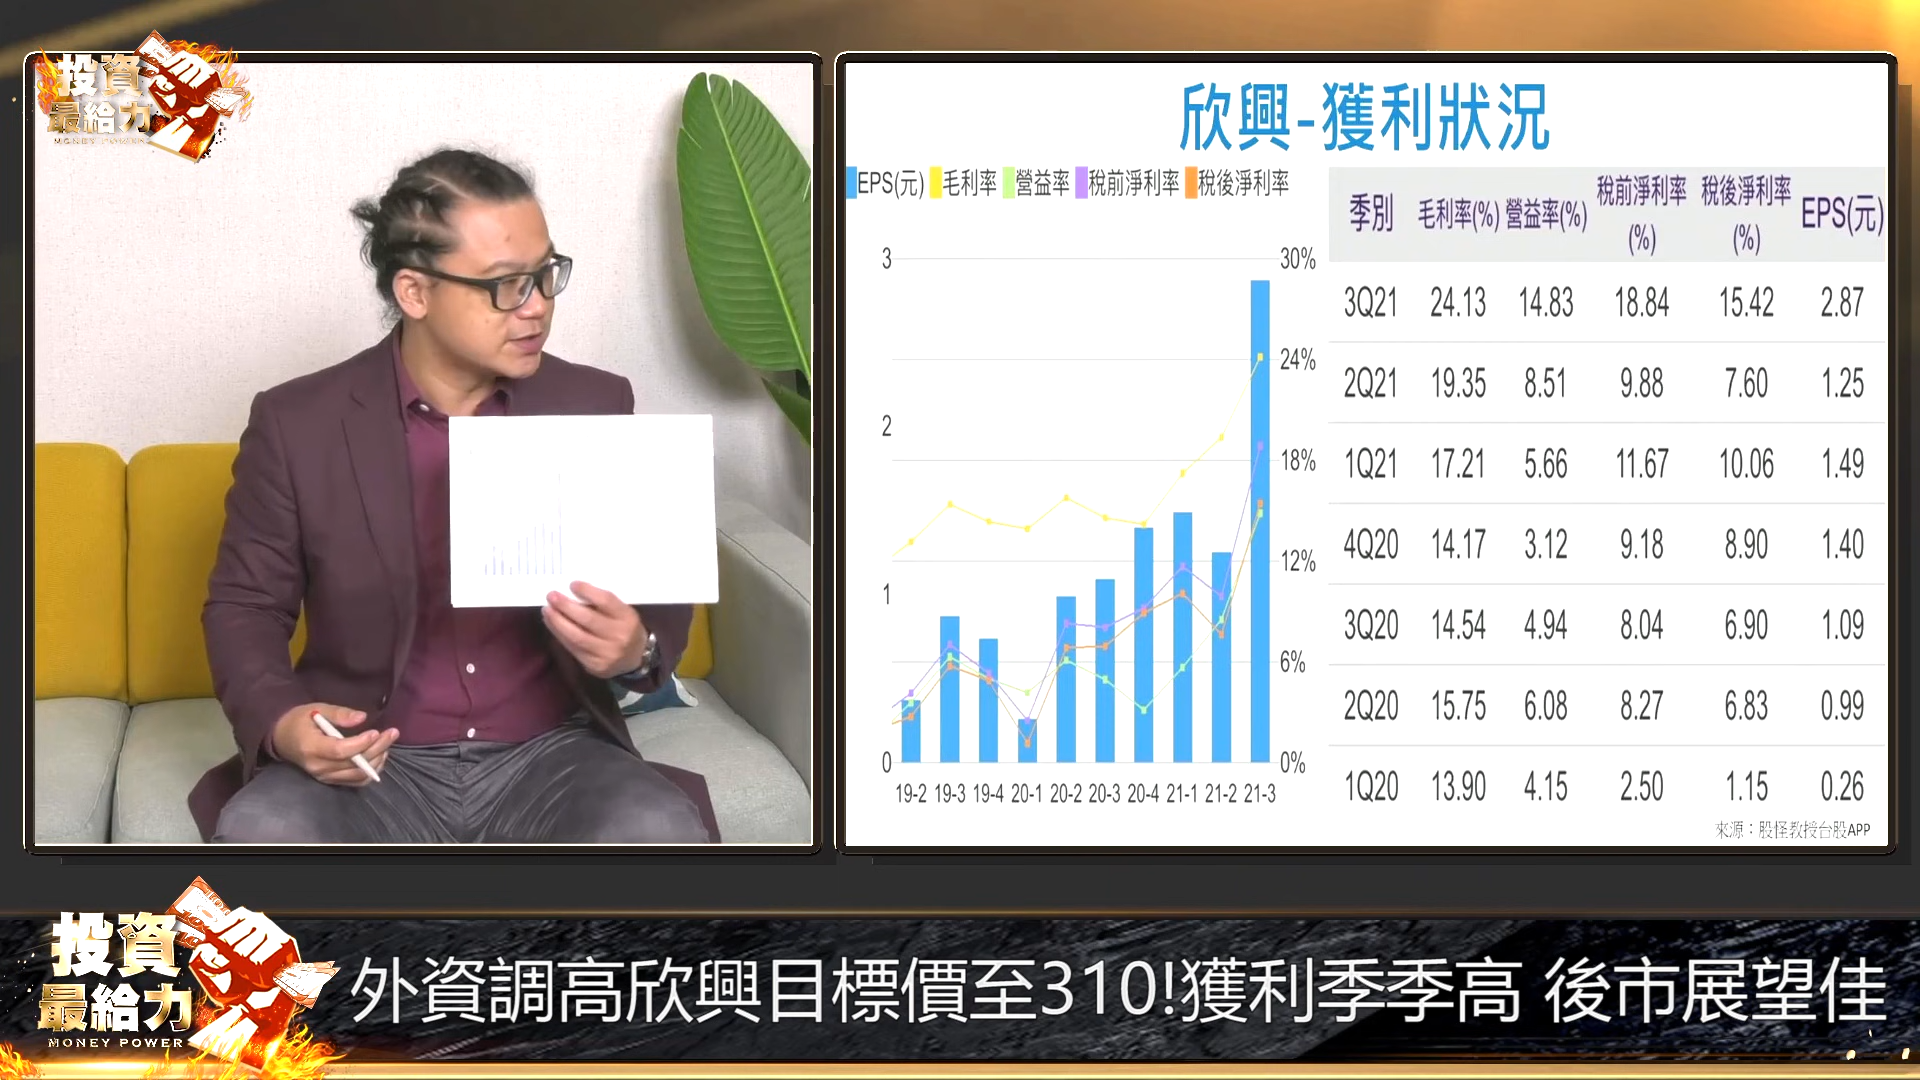 投資
最給力
MONEY POWER
欣興-獲利狀況
EPS(元) 毛利率 營益率 稅前淨利率 稅後淨利率
3
2
1
0
30%
24%
18%
12%
6%
0%
19-2 19-3 19-4 20-1 20-2 20-3 20-4 21-1 21-2 21-3
季別 毛利率(%) 營益率(%) 稅前淨利率(%) 稅後淨利率(%) EPS(元)
3Q21 24.13 14.83 18.84 15.42 2.87
2Q21 19.35 8.51 9.88 7.60 1.25
1Q21 17.21 5.66 11.67 10.06 1.49
4Q20 14.17 3.12 9.18 8.90 1.40
3Q20 14.54 4.94 8.04 6.90 1.09
2Q20 15.75 6.08 8.27 6.83 0.99
1Q20 13.90 4.15 2.50 1.15 0.26
來源：股怪教授台股APP
投資
最給力
MONEY POWER
外資調高欣興目標價至310!獲利季季高 後市展望佳